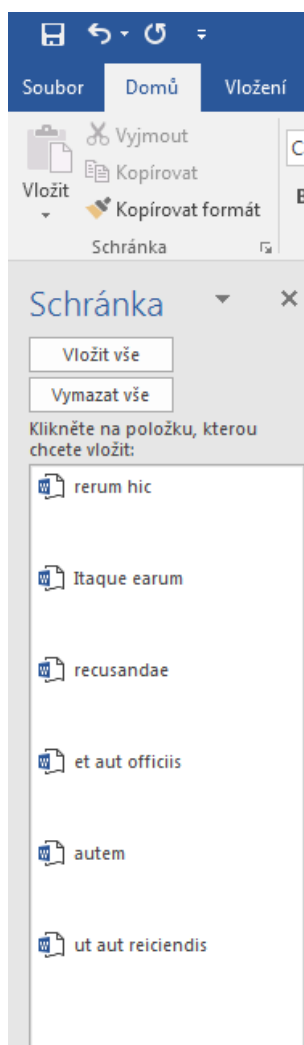 Soubor Domů Vložení
Vyjmout
Kopírovat
Vložit
Kopírovat formát
Schránka
Schránka
Vložit vše
Vymazat vše
Klikněte na položku, kterou
chcete vložit:
rerum hic
Itaque earum
recusandae
et aut officiis
autem
ut aut reiciendis